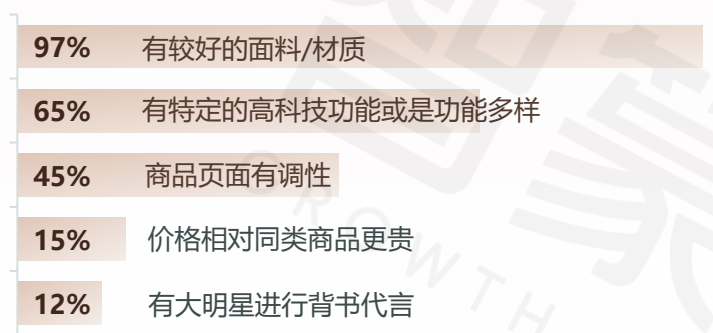 97% 有较好的面料/材质
65% 有特定的高科技功能或是功能多样
45% 商品页面有调性
15% 价格相对同类商品更贵
12% 有大明星进行背书代言
GROWTH